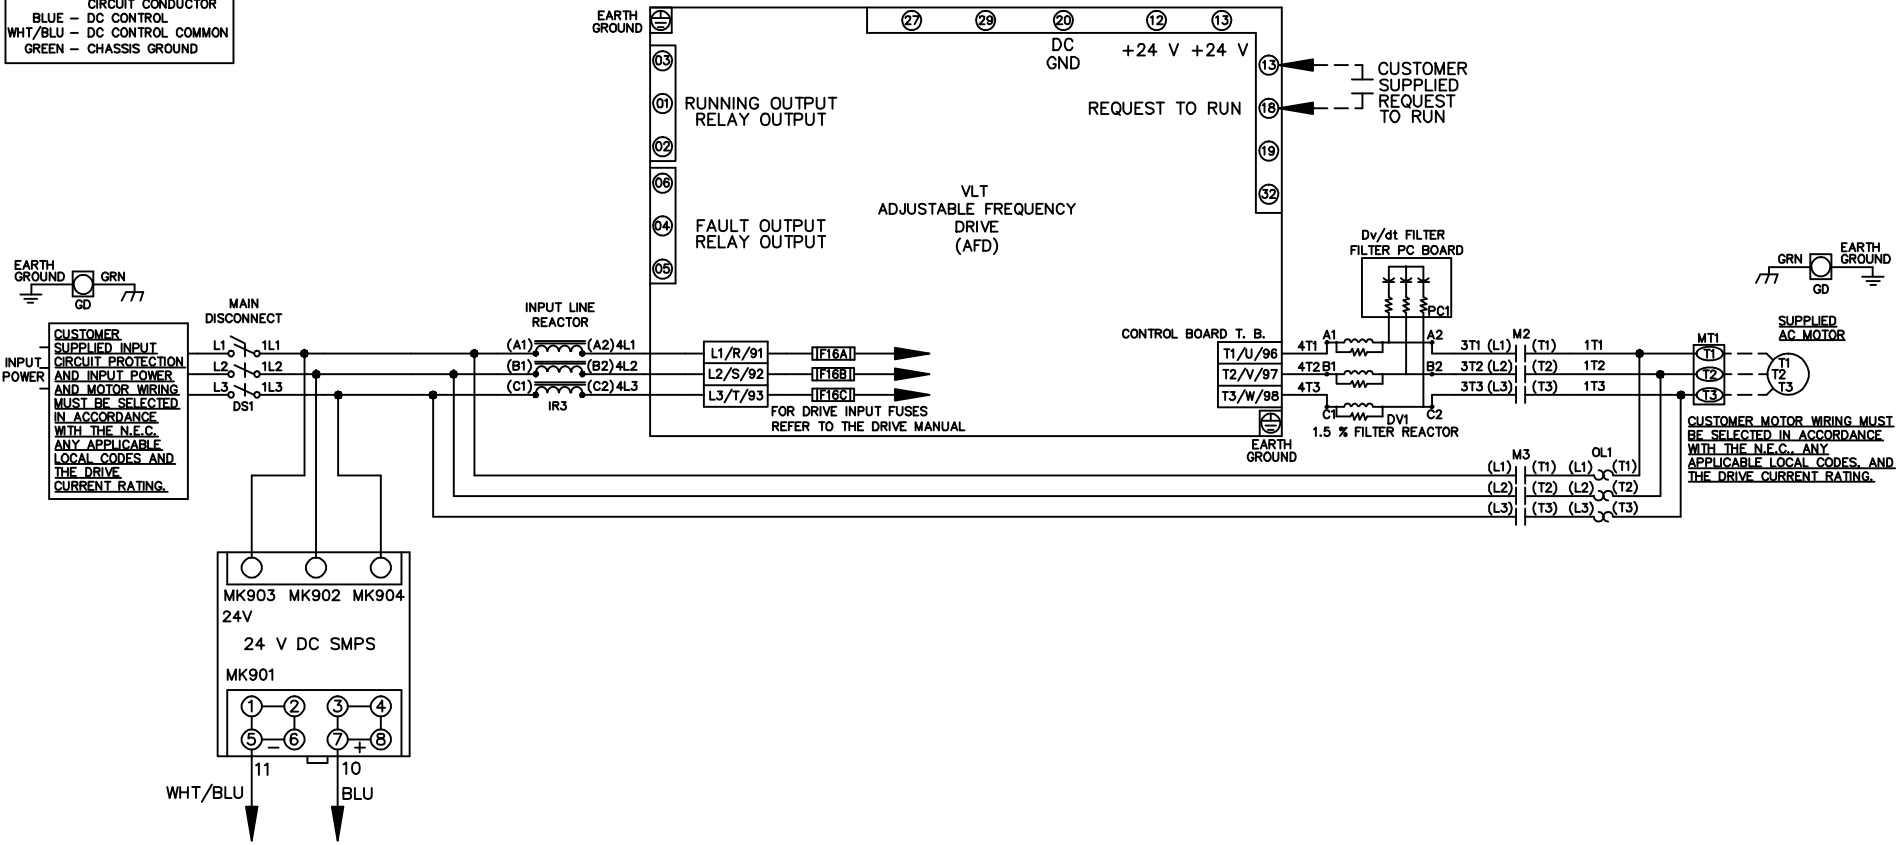 CIRCUIT CONDUCTOR
BLUE – DC CONTROL
WHT/BLU – DC CONTROL COMMON
GREEN – CHASSIS GROUND
EARTH
GROUND
27 29 20 12 13
DC
GND
+24 V +24 V
03
01
02
RUNNING OUTPUT
RELAY OUTPUT
06
04
05
FAULT OUTPUT
RELAY OUTPUT
13
18
19
32
REQUEST TO RUN
CUSTOMER
SUPPLIED
REQUEST
TO RUN
VLT
ADJUSTABLE FREQUENCY
DRIVE
(AFD)
EARTH
GROUND
GRN
GD
INPUT
POWER
CUSTOMER
SUPPLIED INPUT
CIRCUIT PROTECTION
AND INPUT POWER
AND MOTOR WIRING
MUST BE SELECTED
IN ACCORDANCE
WITH THE N.E.C.
ANY APPLICABLE
LOCAL CODES AND
THE DRIVE
CURRENT RATING.
MAIN
DISCONNECT
L1 1L1
L2 1L2
L3 1L3
DS1
INPUT LINE
REACTOR
(A1) (A2) 4L1
(B1) (B2) 4L2
(C1) (C2) 4L3
IR3
L1/R/91
L2/S/92
L3/T/93
F16A
F16B
F16C
FOR DRIVE INPUT FUSES
REFER TO THE DRIVE MANUAL
CONTROL BOARD T. B.
T1/U/96
T2/V/97
T3/W/98
EARTH
GROUND
4T1
4T2
4T3
Dv/dt FILTER
FILTER PC BOARD
PC1
A1 A2
B1 B2
C1 C2
DV1
1.5 % FILTER REACTOR
M2
3T1 (L1) (T1) 1T1
3T2 (L2) (T2) 1T2
3T3 (L3) (T3) 1T3
M3
OL1
(L1) (T1) (L1) (T1)
(L2) (T2) (L2) (T2)
(L3) (T3) (L3) (T3)
GRN
GD
EARTH
GROUND
SUPPLIED
AC MOTOR
MT1
T1
T2
T3
T1
T2
T3
CUSTOMER MOTOR WIRING MUST
BE SELECTED IN ACCORDANCE
WITH THE N.E.C., ANY
APPLICABLE LOCAL CODES, AND
THE DRIVE CURRENT RATING.
MK903 MK902 MK904
24V
24 V DC SMPS
MK901
1 2 3 4
5 – 6 7 + 8
11 10
WHT/BLU BLU